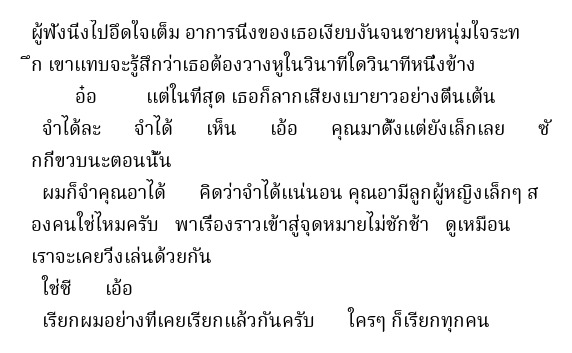 ผู้ฟังนิ่งไปอึดใจเต็ม อาการนิ่งของเธอเงียบงันจนชายหนุ่มใจระท
ึก เขาแทบจะรู้สึกว่าเธอต้องวางหูในวินาทีใดวินาทีหนึ่งข้าง
อ๋อ แต่ในที่สุด เธอก็ลากเสียงเบายาวอย่างตื่นเต้น
จำได้ละ จำได้ เห็น เอ้อ คุณมาตั้งแต่ยังเล็กเลย ซั
กกี่ขวบนะตอนนั้น
ผมก็จำคุณอาได้ คิดว่าจำได้แน่นอน คุณอามีลูกผู้หญิงเล็กๆ ส
องคนใช่ไหมครับ พาเรื่องราวเข้าสู่จุดหมายไม่ชักช้า ดูเหมือน
เราจะเคยวิ่งเล่นด้วยกัน
ใช่ซี เอ้อ
เรียกผมอย่างที่เคยเรียกแล้วกันครับ ใครๆ ก็เรียกทุกคน